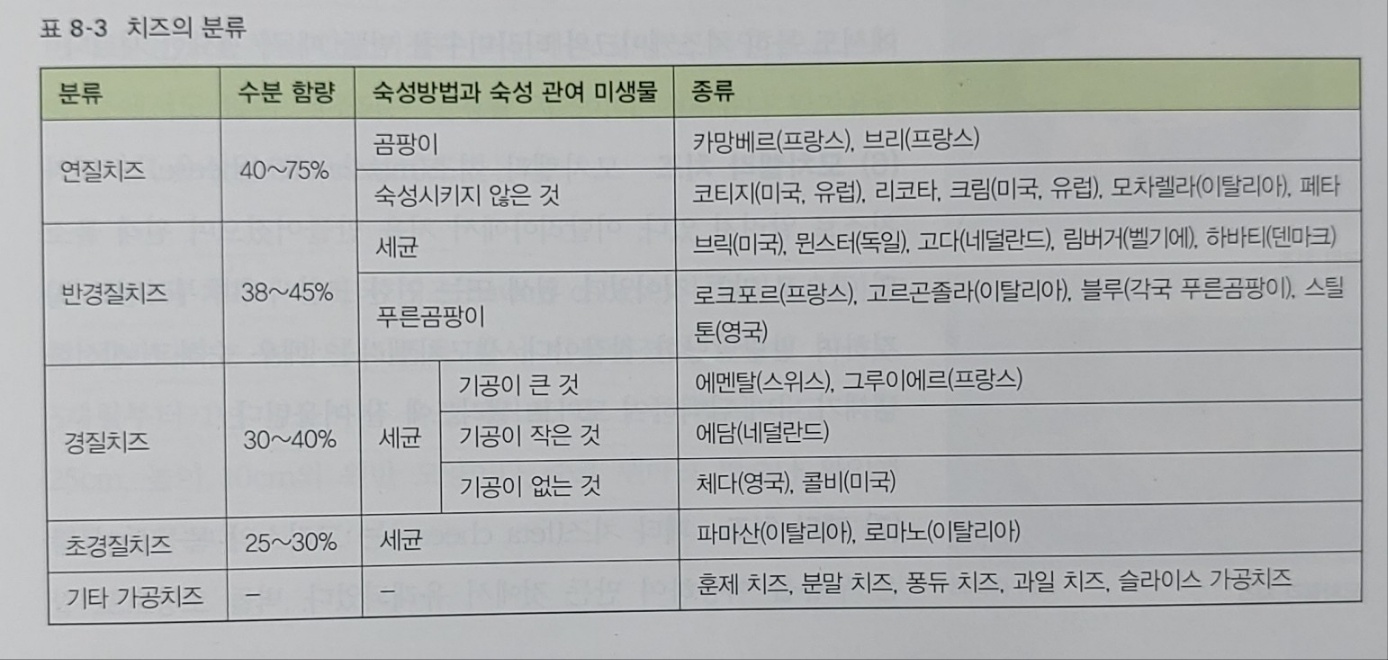 표 8-3 치즈의 분류
분류 수분 함량 숙성방법과 숙성 관여 미생물 종류
연질치즈 40~75% 곰팡이 카망베르(프랑스), 브리(프랑스)
숙성시키지 않은 것 코티지(미국, 유럽), 리코타, 크림(미국, 유럽), 모차렐라(이탈리아), 페타
반경질치즈 38~45% 세균 브릭(미국), 뮌스터(독일), 고다(네덜란드), 림버거(벨기에), 하바티(덴마크)
푸른곰팡이 로크포르(프랑스), 고르곤졸라(이탈리아), 블루(각국 푸른곰팡이), 스틸
톤(영국)
경질치즈 30~40% 세균 기공이 큰 것 에멘탈(스위스), 그루이에르(프랑스)
기공이 작은 것 에담(네덜란드)
기공이 없는 것 체다(영국), 콜비(미국)
초경질치즈 25~30% 세균 파마산(이탈리아), 로마노(이탈리아)
기타 가공치즈 – – 훈제 치즈, 분말 치즈, 퐁듀 치즈, 과일 치즈, 슬라이스 가공치즈